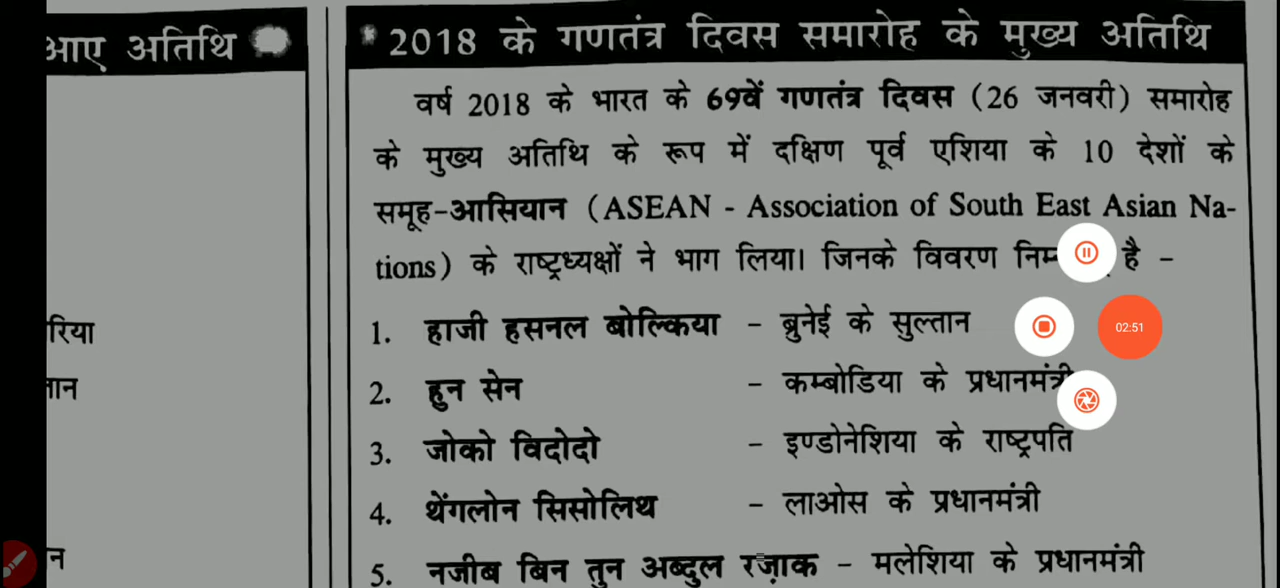 आए अतिथि
2018 के गणतंत्र दिवस समारोह के मुख्य अतिथि
वर्ष 2018 के भारत के 69वें गणतंत्र दिवस (26 जनवरी) समारोह
के मुख्य अतिथि के रूप में दक्षिण पूर्व एशिया के 10 देशों के
समूह-आसियान (ASEAN - Association of South East Asian Na-
tions) के राष्ट्रध्यक्षों ने भाग लिया। जिनके विवरण है -
रिया
1. हाजी हसनल बोल्किया - ब्रुनेई के सुल्तान
02:51
तान
2. हुन सेन - कम्बोडिया के प्रधानमंत्री
3. जोको विदोदो - इण्डोनेशिया के राष्ट्रपति
4. थेंगलोन सिसोलिथ - लाओस के प्रधानमंत्री
न
5. नजीब बिन तुन अब्दुल रज़ाक - मलेशिया के प्रधानमंत्री